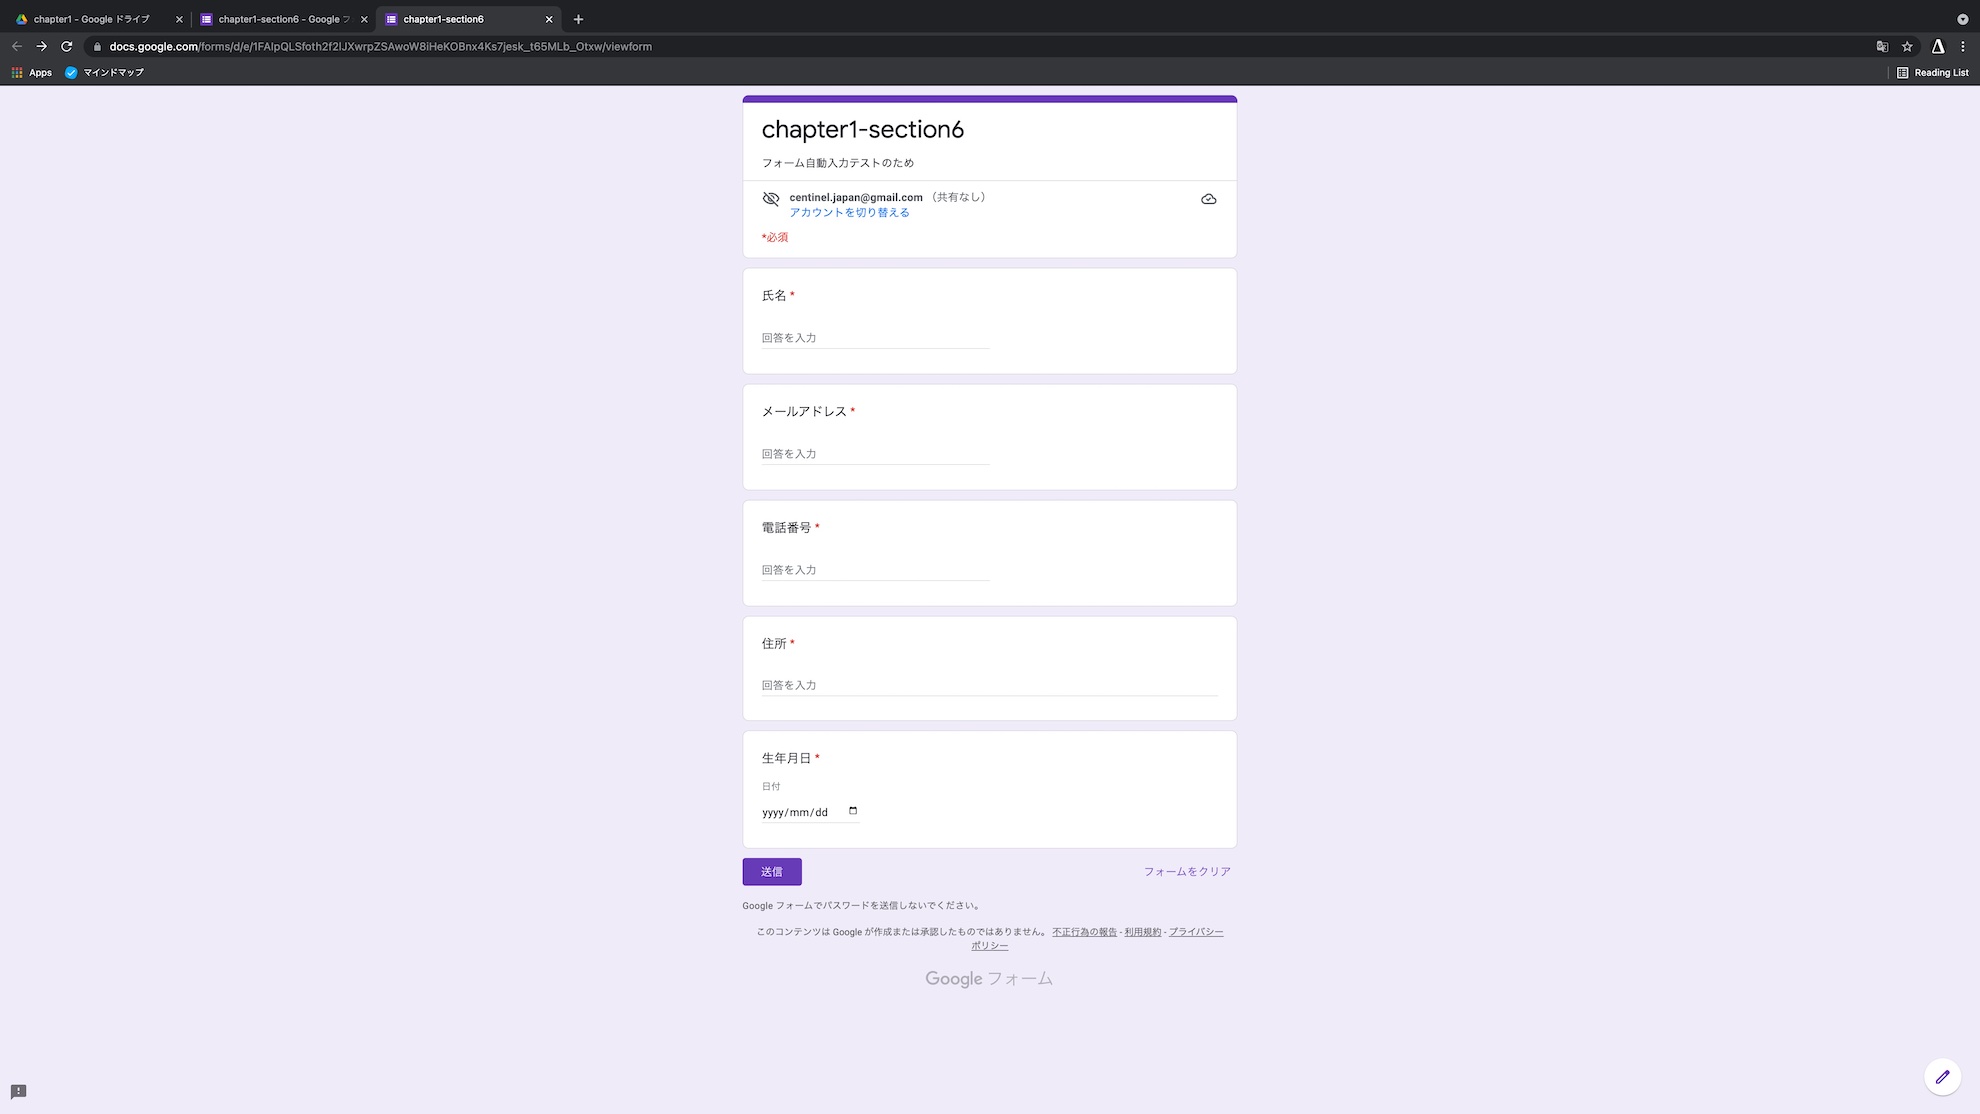 chapter1 - Google ドライブ
chapter1-section6 - Google フ
chapter1-section6
docs.google.com/forms/d/e/1FAIpQLSfoth2f2lJXwrpZSAwoW8iHeKOBnx4Ks7jesk_t65MLb_Otxw/viewform
Apps
マインドマップ
Reading List
chapter1-section6
フォーム自動入力テストのため
centinel.japan@gmail.com （共有なし）
アカウントを切り替える
*必須
氏名 *
回答を入力
メールアドレス *
回答を入力
電話番号 *
回答を入力
住所 *
回答を入力
生年月日 *
日付
yyyy/mm/dd
送信
フォームをクリア
Google フォームでパスワードを送信しないでください。
このコンテンツは Google が作成または承認したものではありません。 不正行為の報告 - 利用規約 - プライバシー
ポリシー
Google フォーム